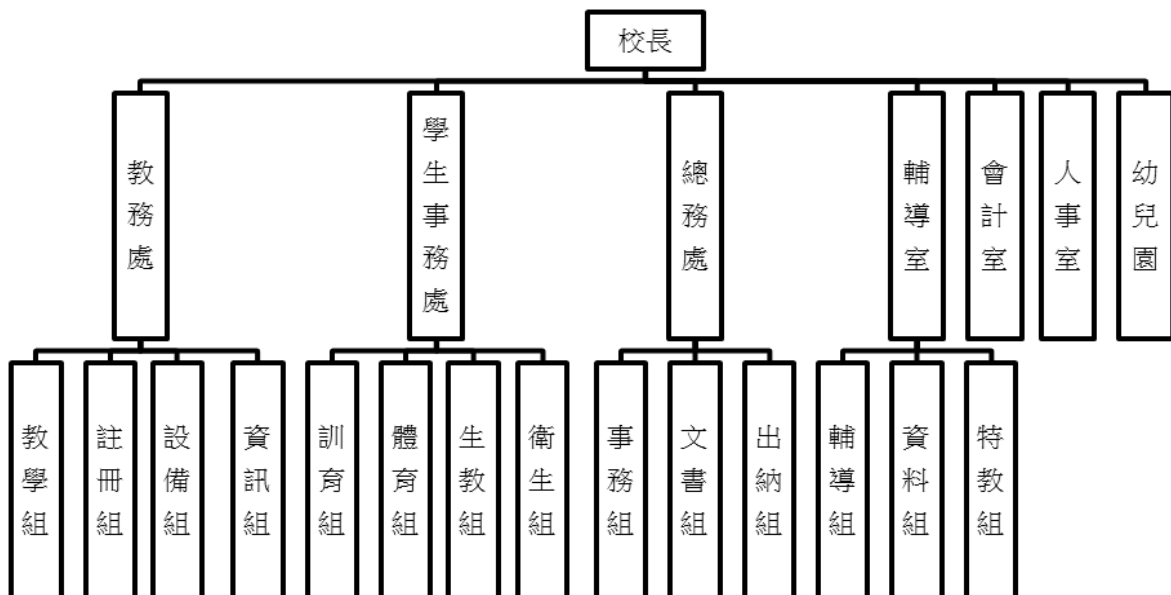 校長
教務處
學生事務處
總務處
輔導室
會計室
人事室
幼兒園
教學組
註冊組
設備組
資訊組
訓育組
體育組
生教組
衛生組
事務組
文書組
出納組
輔導組
資料組
特教組